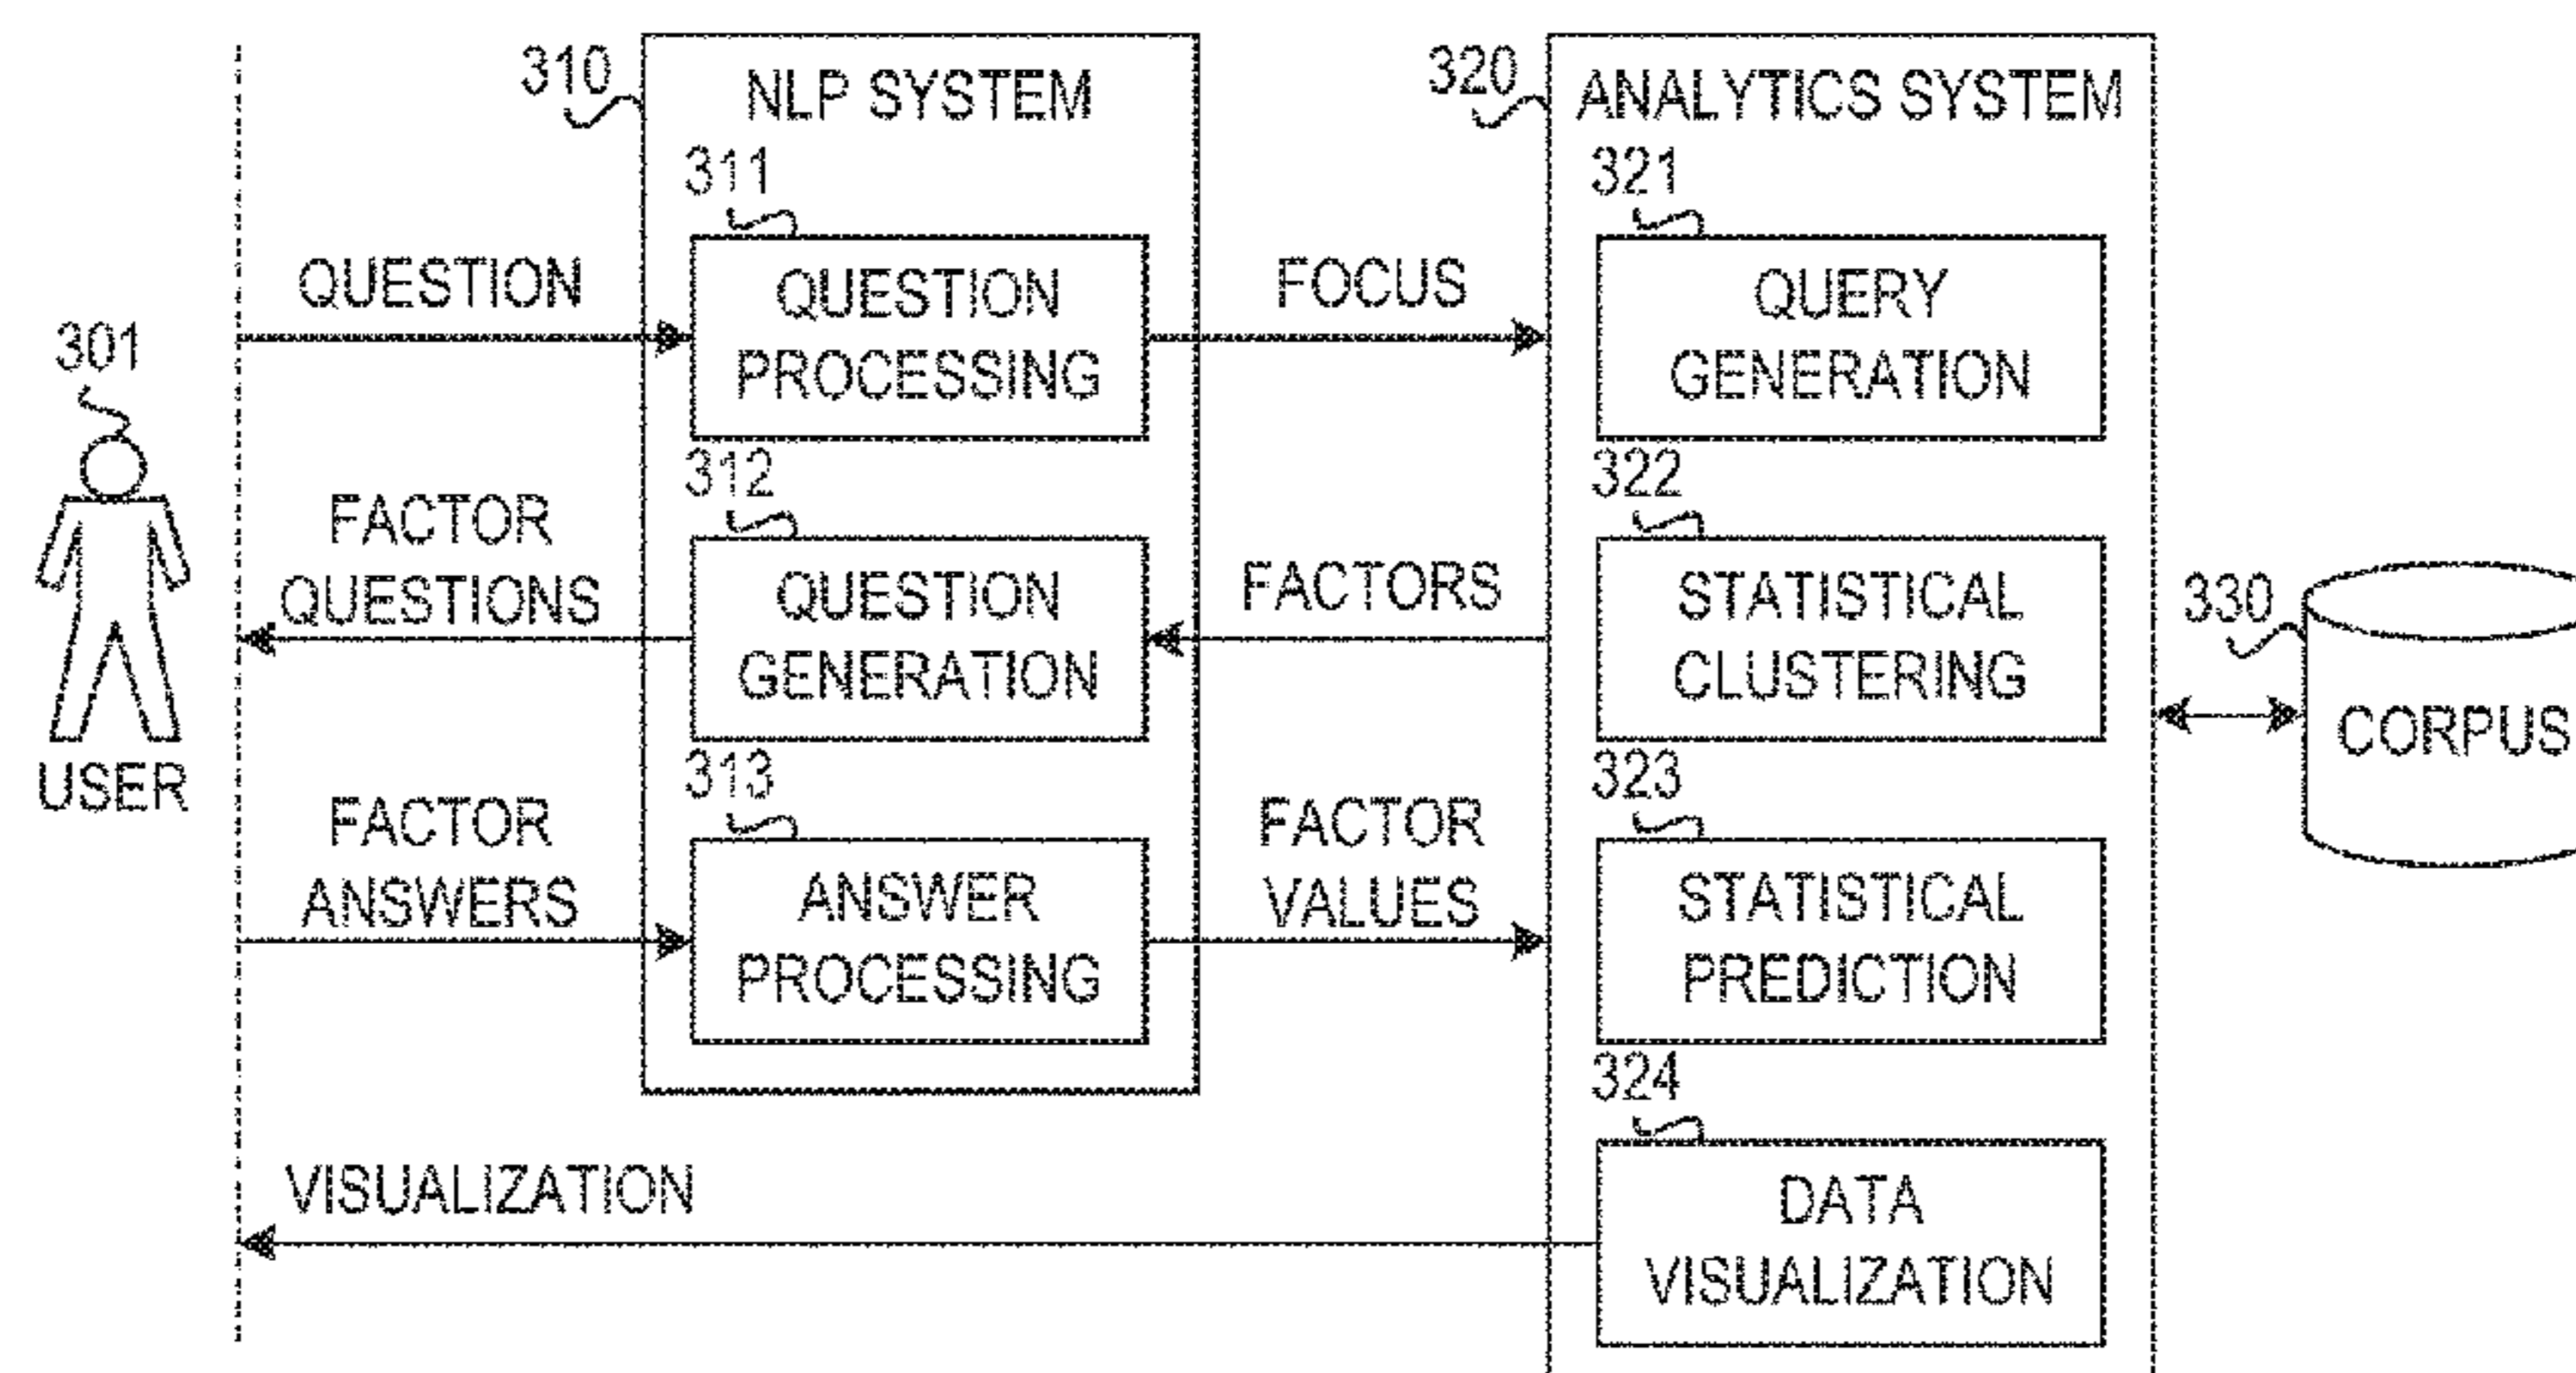 310
NLP SYSTEM
320
ANALYTICS SYSTEM
311
321
QUESTION
QUESTION
PROCESSING
FOCUS
QUERY
GENERATION
301
312
322
FACTOR
QUESTIONS
QUESTION
GENERATION
FACTORS
STATISTICAL
CLUSTERING
330
CORPUS
USER
313
323
FACTOR
ANSWERS
ANSWER
PROCESSING
FACTOR
VALUES
STATISTICAL
PREDICTION
324
VISUALIZATION
DATA
VISUALIZATION